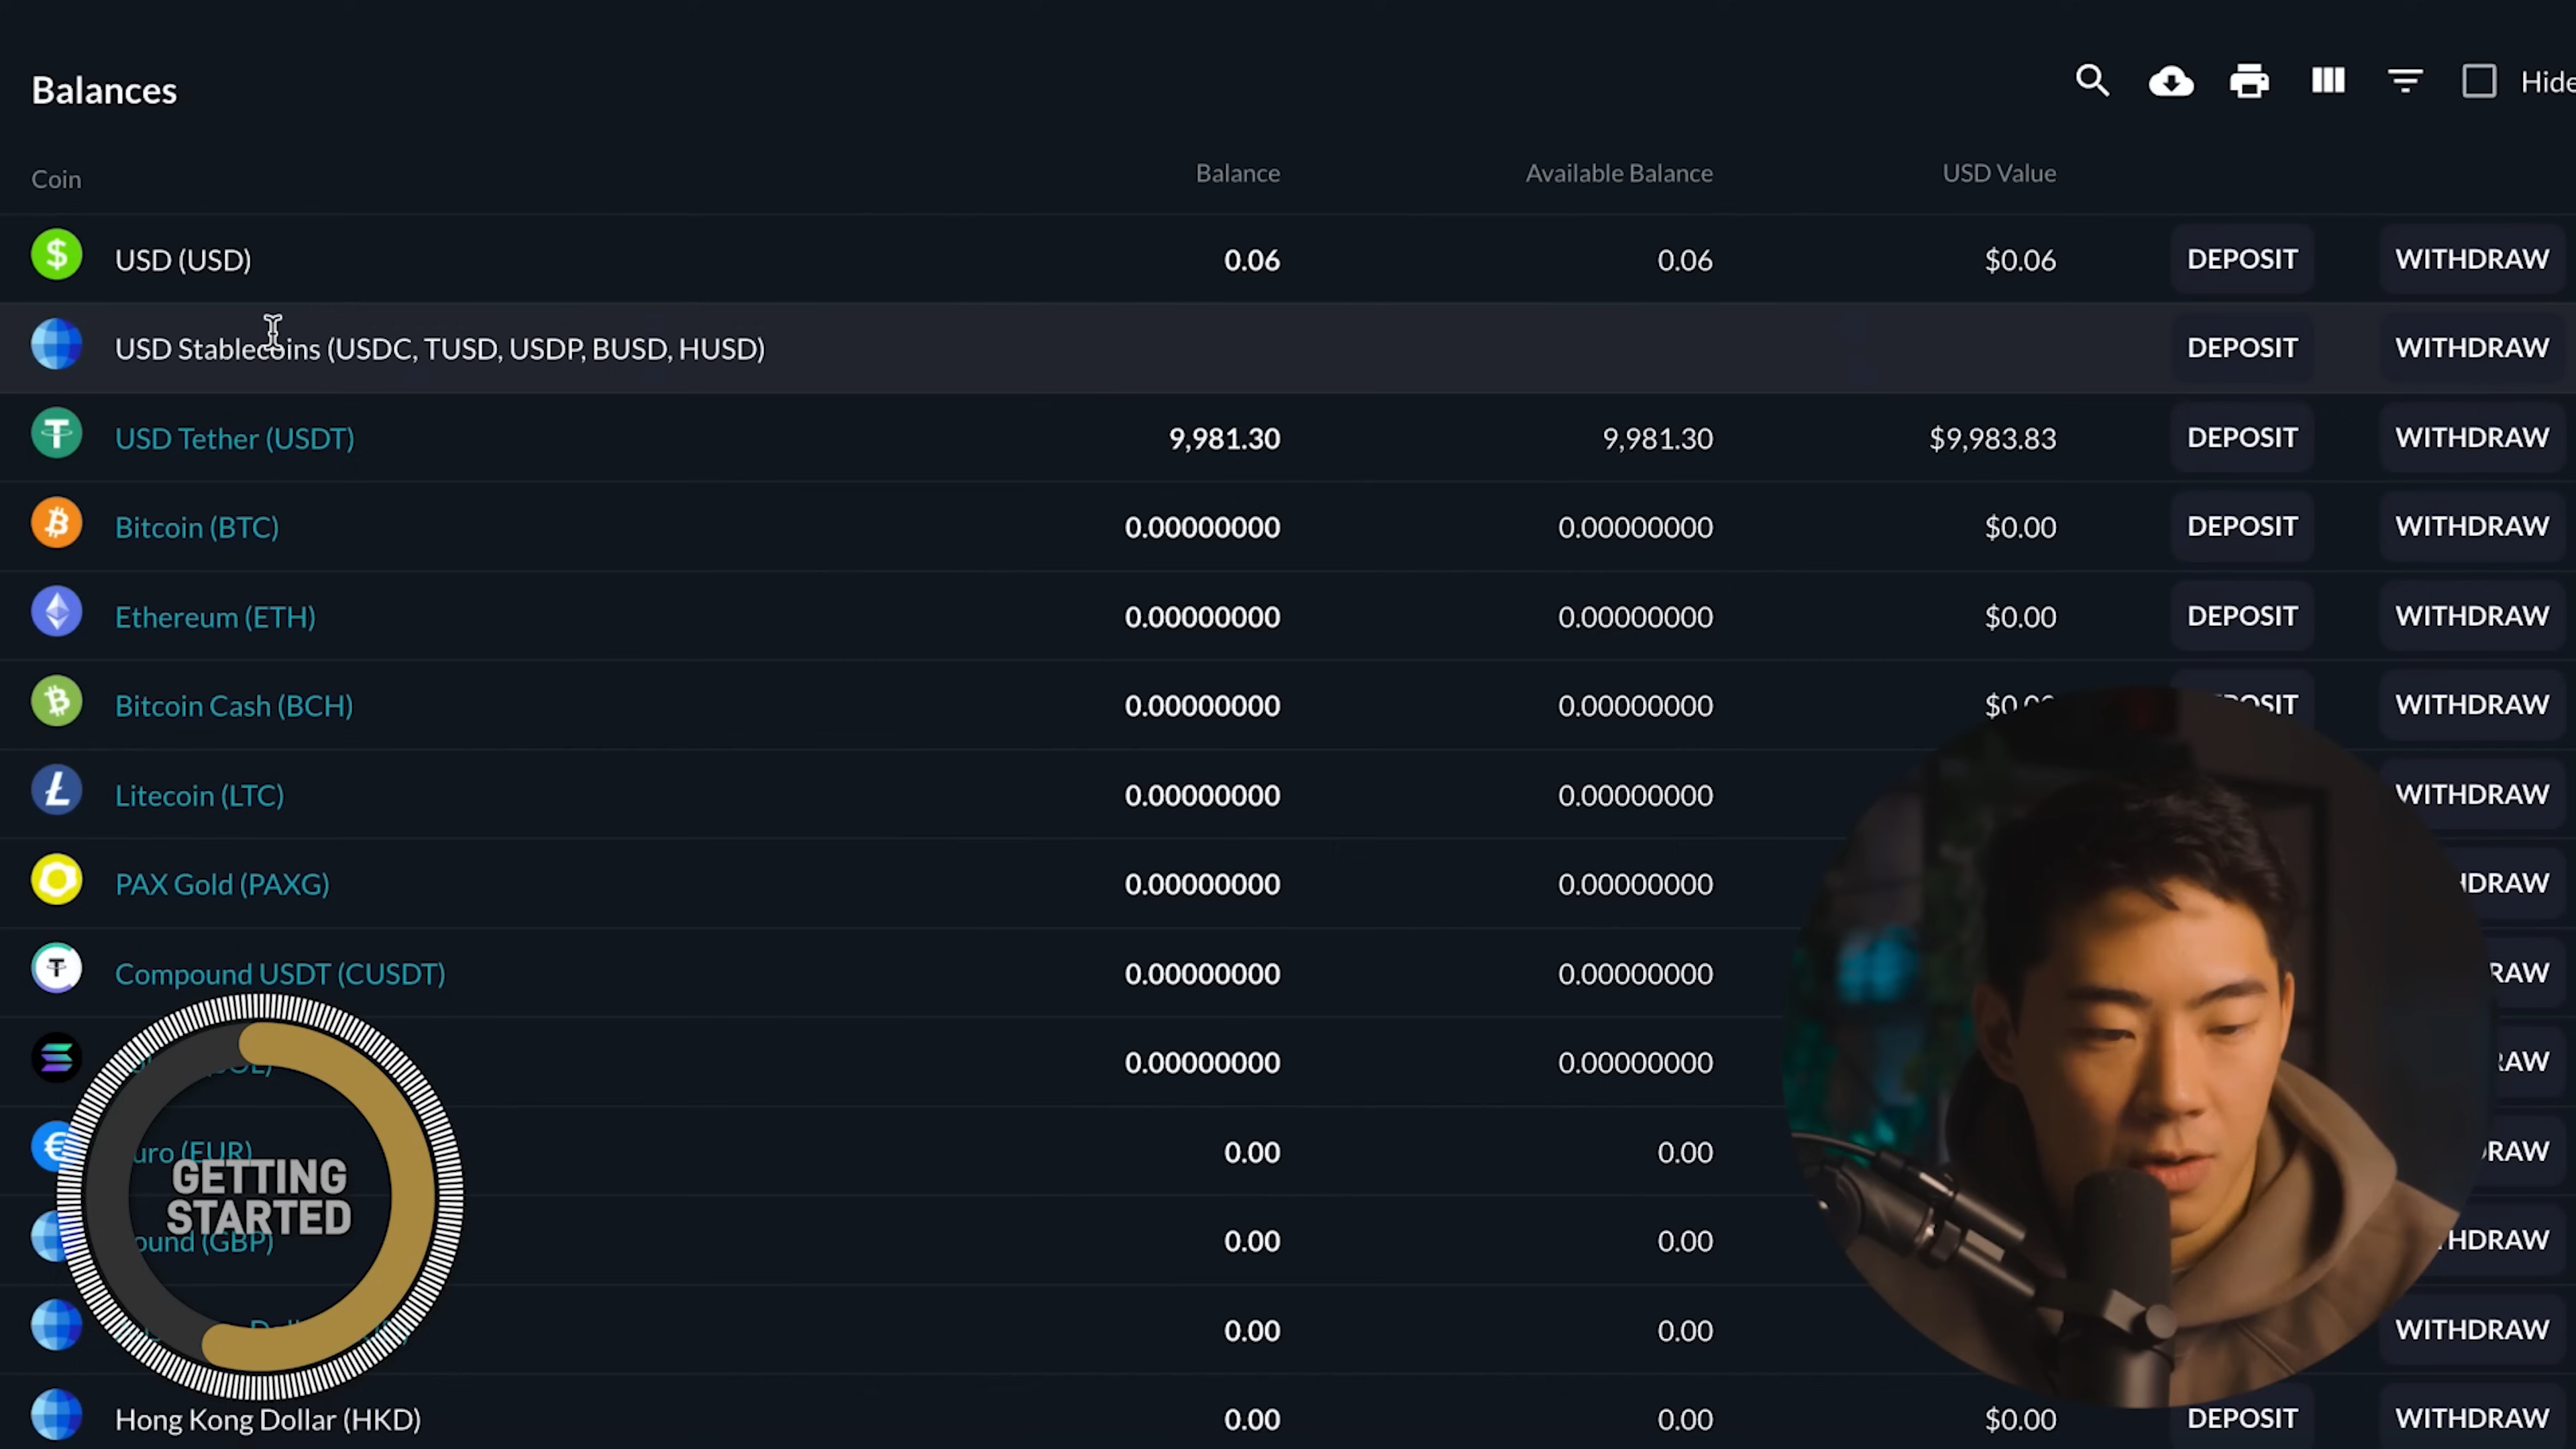 Balances
Coin Balance Available Balance USD Value
USD (USD) 0.06 0.06 $0.06 DEPOSIT WITHDRAW
USD Stablecoins (USDC, TUSD, USDP, BUSD, HUSD) DEPOSIT WITHDRAW
USD Tether (USDT) 9,981.30 9,981.30 $9,983.83 DEPOSIT WITHDRAW
Bitcoin (BTC) 0.00000000 0.00000000 $0.00 DEPOSIT WITHDRAW
Ethereum (ETH) 0.00000000 0.00000000 $0.00 DEPOSIT WITHDRAW
Bitcoin Cash (BCH) 0.00000000 0.00000000 WITHDRAW
Litecoin (LTC) 0.00000000 0.00000000 WITHDRAW
PAX Gold (PAXG) 0.00000000 0.00000000
Compound USDT (CUSDT) 0.00000000 0.00000000
0.00000000 0.00000000
(EUR) 0.00 0.00
GETTING
STARTED
(GBP) 0.00 0.00
0.00 0.00 WITHDRAW
Hong Kong Dollar (HKD) 0.00 0.00 $0.00 DEPOSIT WITHDRAW